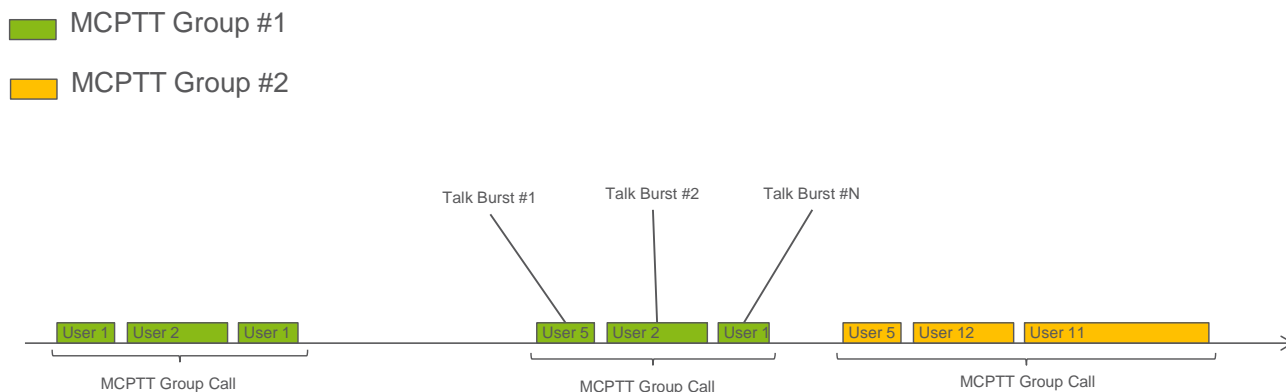 MCPTT Group #1
MCPTT Group #2
Talk Burst #1
Talk Burst #2
Talk Burst #N
User 1
User 2
User 1
User 5
User 2
User 1
User 5
User 12
User 11
MCPTT Group Call
MCPTT Group Call
MCPTT Group Call